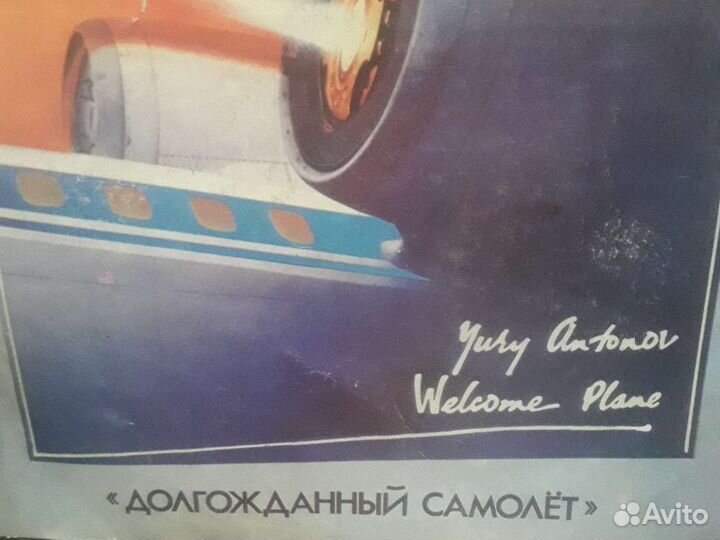 Yury Antonov
Welcome Plane
«ДОЛГОЖДАННЫЙ САМОЛЁТ»
Avito